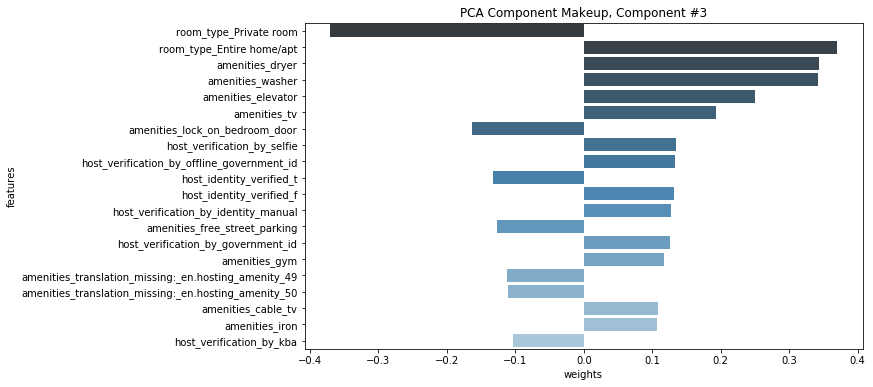 PCA Component Makeup, Component #3
room_type_Private room
room_type_Entire home/apt
amenities_dryer
amenities_washer
amenities_elevator
amenities_tv
amenities_lock_on_bedroom_door
host_verification_by_selfie
host_verification_by_offline_government_id
host_identity_verified_t
host_identity_verified_f
host_verification_by_identity_manual
amenities_free_street_parking
host_verification_by_government_id
amenities_gym
amenities_translation_missing:_en.hosting_amenity_49
amenities_translation_missing:_en.hosting_amenity_50
amenities_cable_tv
amenities_iron
host_verification_by_kba
features
−0.4 −0.3 −0.2 −0.1 0.0 0.1 0.2 0.3 0.4
weights